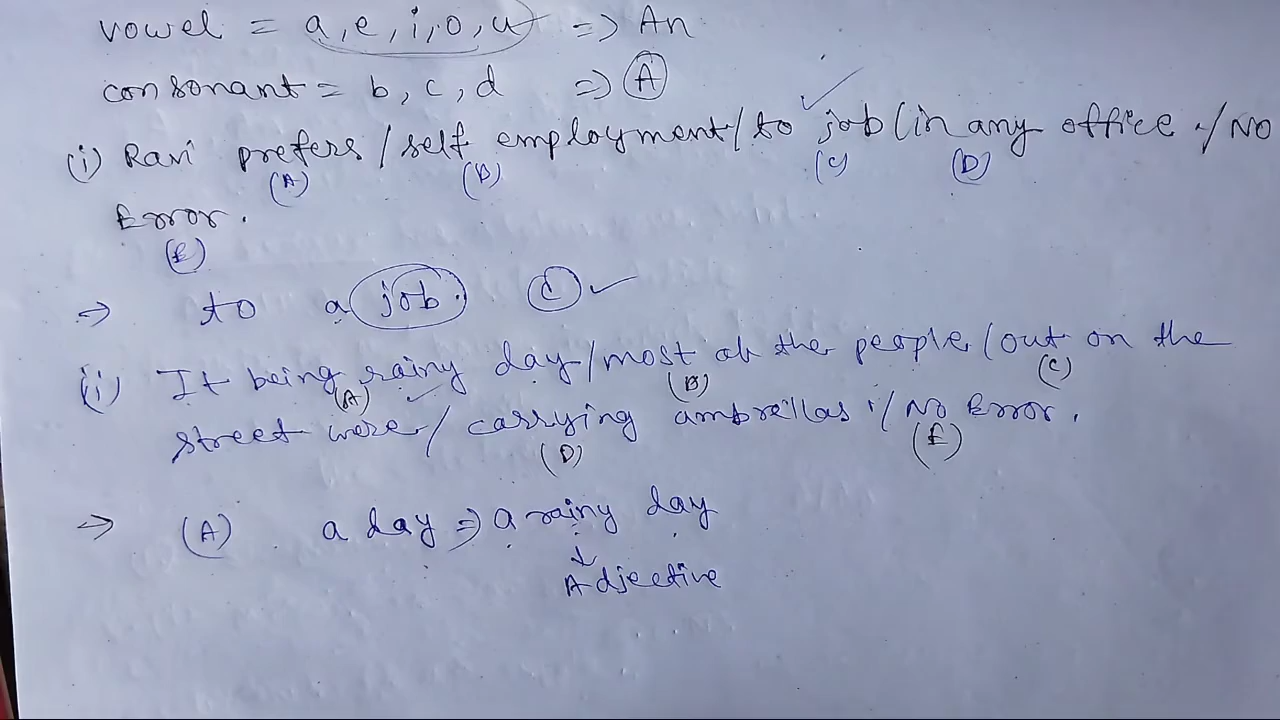 vowel = a, e, i, o, u => An
consonant = b, c, d => A
(i) Ravi prefers / self employment / to job / in any office . / No
(A) (B) (C) (D)
Error.
(E)
=> to a job. C ✓
(ii) It being rainy day / most of the people / out on the
(A) (B) (C)
street were / carrying umbrellas . / No Error.
(D) (E)
=> (A) a day => a rainy day
↓
Adjective